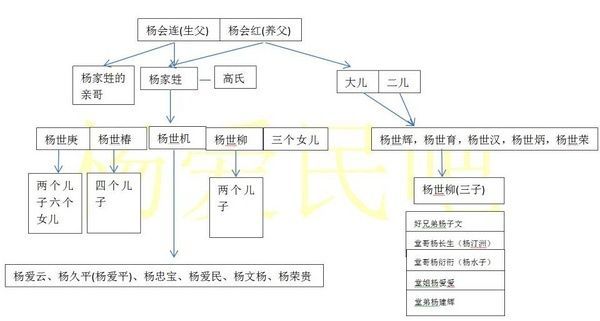 杨会连(生父) 杨会红(养父)
杨家甡的亲哥 杨家甡 — 高氏 大儿 二儿
杨世庚 杨世椿 杨世机 杨世柳 三个女儿 杨世辉，杨世育，杨世汉，杨世炳，杨世荣
两个儿子六个女儿 四个儿子 两个儿子 杨世柳(三子)
好兄弟杨子文
堂哥杨长生（杨汀洲）
堂哥杨衍衍（杨水子）
堂姐杨爱爱
堂弟杨建辉
杨爱云、杨久平(杨爱平)、杨忠宝、杨爱民、杨文杨、杨荣贵
杨爱民吧